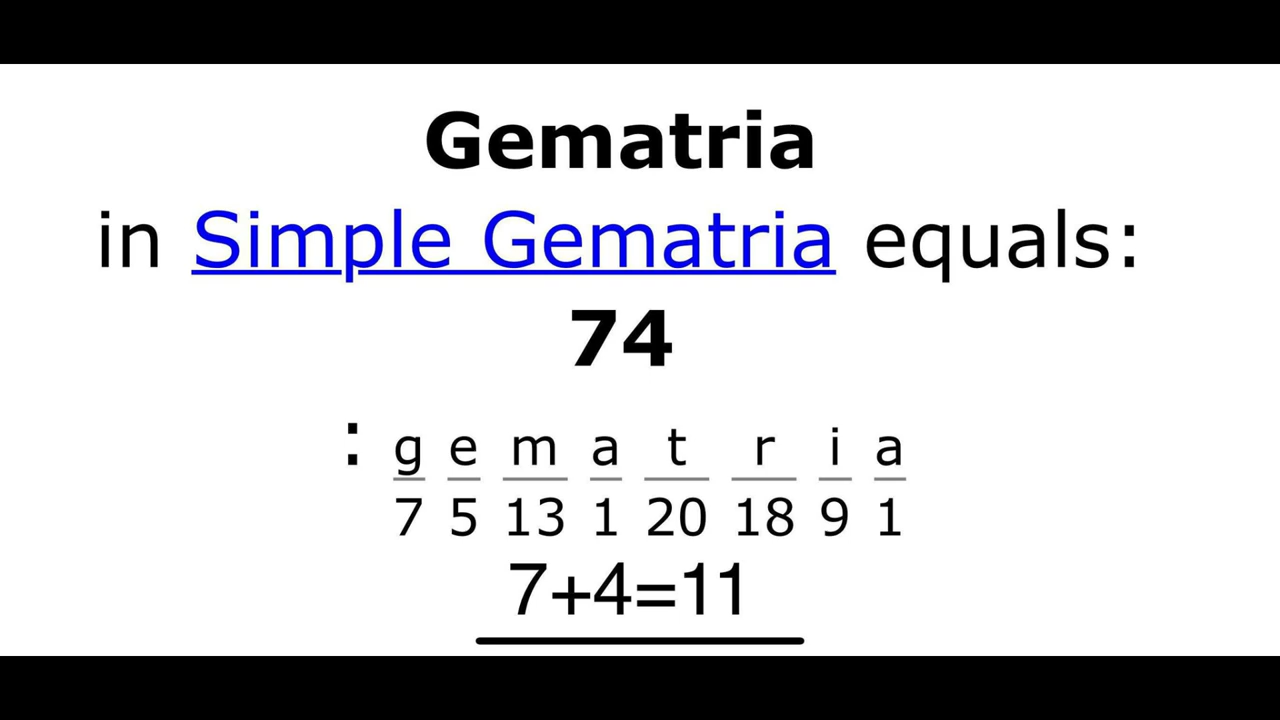 Gematria
in Simple Gematria equals:
74
: g e m a t r i a
7 5 13 1 20 18 9 1
7+4=11